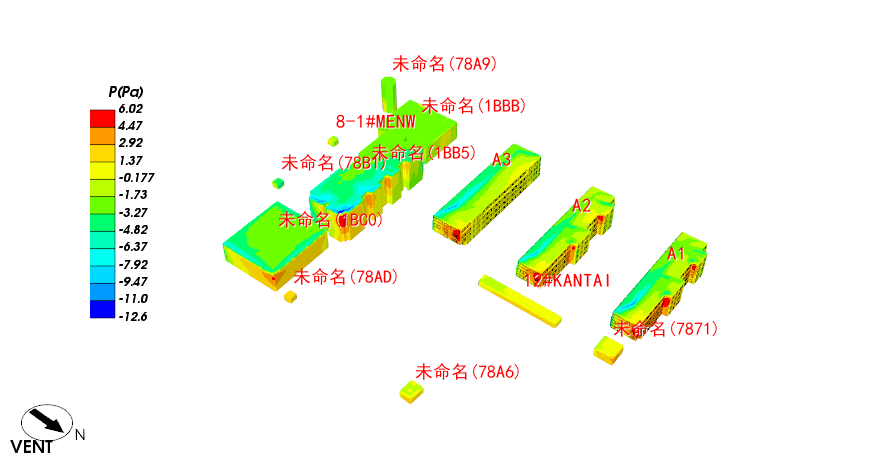 未命名(78A9)
P(Pa)
6.02
4.47
2.92
1.37
-0.177
-1.73
-3.27
-4.82
-6.37
-7.92
-9.47
-11.0
-12.6
未命名(1BBB)
8-1#MENW
未命名(1BB5)
未命名(78B1)
A3
A2
未命名(1BC0)
A1
未命名(78AD)
12#KANTAI
未命名(7871)
未命名(78A6)
N
VENT